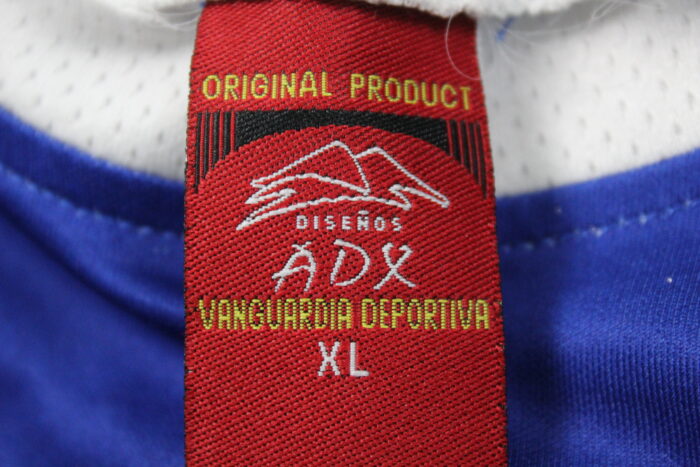 ORIGINAL PRODUCT
DISEÑOS
ADX
VANGUARDIA DEPORTIVA
XL